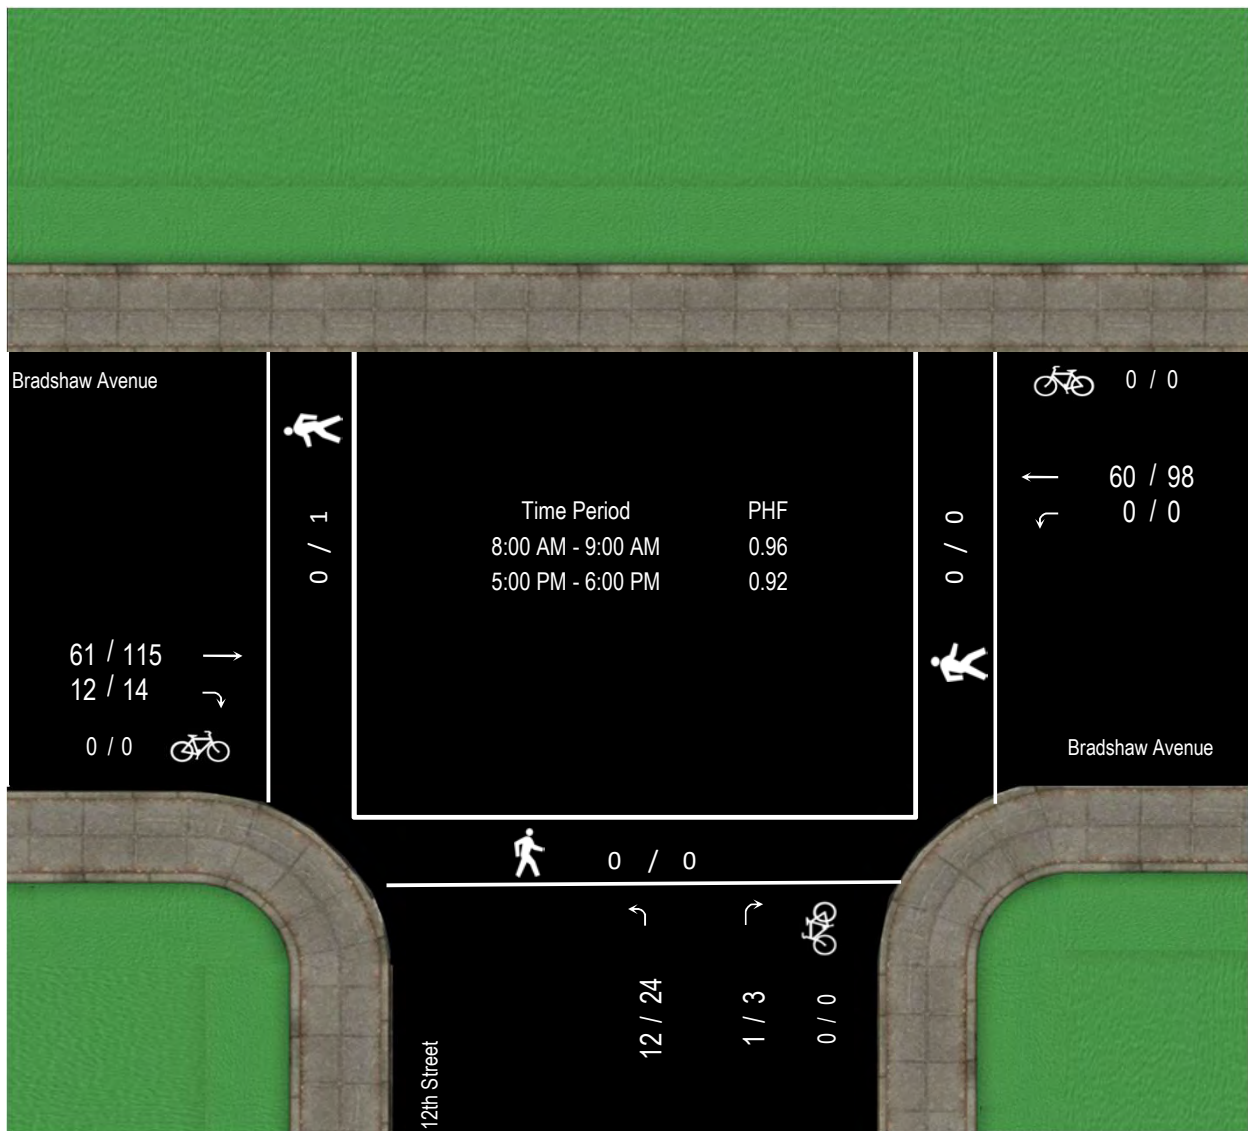 Bradshaw Avenue
0 / 0
60 / 98
0 / 0
0 / 1
Time Period PHF
8:00 AM - 9:00 AM 0.96
5:00 PM - 6:00 PM 0.92
0 / 0
61 / 115
12 / 14
0 / 0
Bradshaw Avenue
0 / 0
12 / 24
1 / 3
0 / 0
12th Street